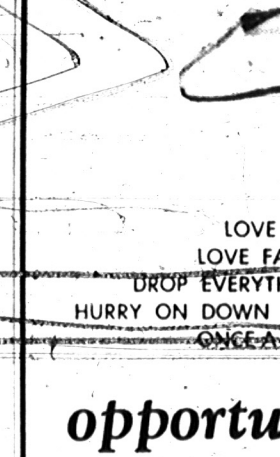 LOVE
LOVE FA
DROP EVERYTH
HURRY ON DOWN
ONCE A
opportu